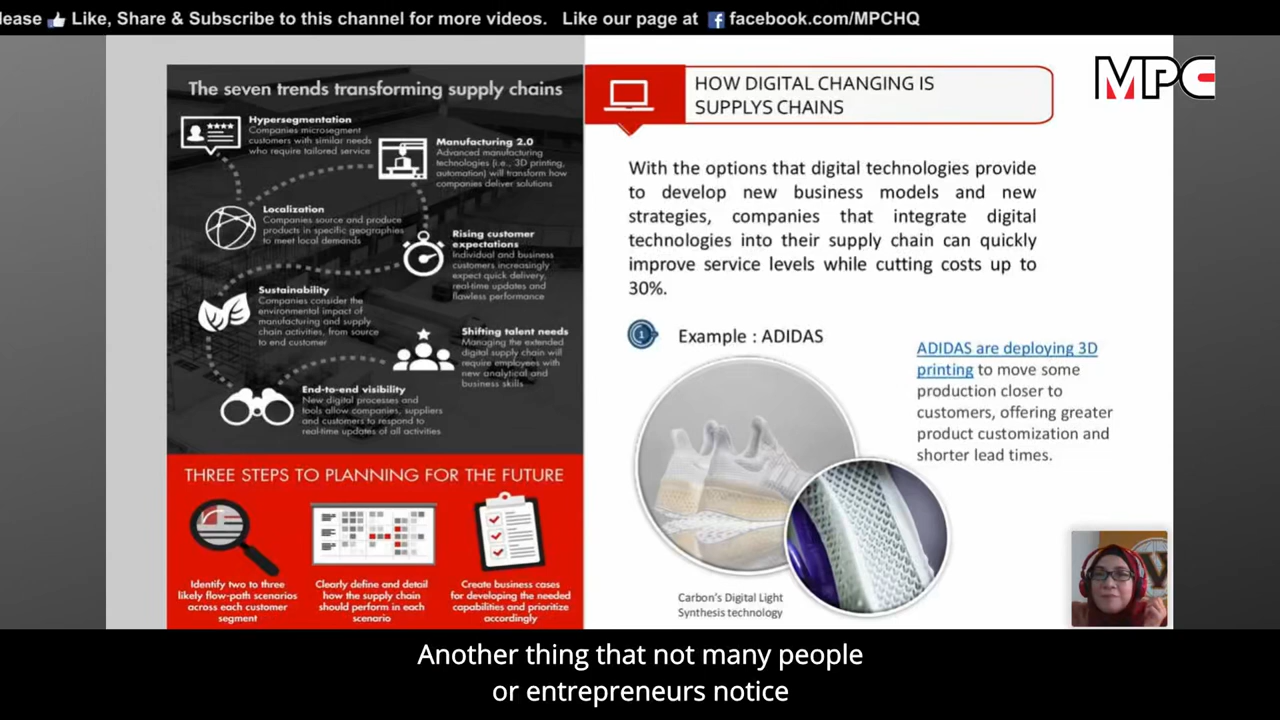 lease 👍 Like, Share & Subscribe to this channel for more videos. Like our page at facebook.com/MPCHQ
MPC
The seven trends transforming supply chains
Hypersegmentation
Companies microsegment
customers with similar needs
who require tailored service
Manufacturing 2.0
Advanced manufacturing
technologies (i.e., 3D printing,
automation) will transform how
companies deliver solutions
Localization
Companies source and produce
products in specific geographies
to meet local demands
Rising customer
expectations
Individual and business
customers increasingly
expect quick delivery,
real-time updates and
flawless performance
Sustainability
Companies consider the
environmental impact of
manufacturing and supply
chain activities, from source
to end customer
Shifting talent needs
Managing the extended
digital supply chain will
require employees with
new analytical and
business skills
End-to-end visibility
New digital processes and
tools allow companies, suppliers
and customers to respond to
real-time updates of all activities
THREE STEPS TO PLANNING FOR THE FUTURE
Identify two to three
likely flow-path scenarios
across each customer
segment
Clearly define and detail
how the supply chain
should perform in each
scenario
Create business cases
for developing the needed
capabilities and prioritize
accordingly
HOW DIGITAL CHANGING IS
SUPPLYS CHAINS
With the options that digital technologies provide
to develop new business models and new
strategies, companies that integrate digital
technologies into their supply chain can quickly
improve service levels while cutting costs up to
30%.
1
Example : ADIDAS
ADIDAS are deploying 3D
printing to move some
production closer to
customers, offering greater
product customization and
shorter lead times.
Carbon's Digital Light
Synthesis technology
Another thing that not many people
or entrepreneurs notice